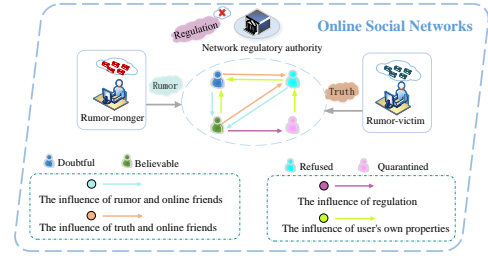 Online Social Networks
Regulation
Network regulatory authority
Rumor
Truth
Rumor-monger
Rumor-victim
Doubtful
Believable
Refused
Quarantined
The influence of rumor and online friends
The influence of regulation
The influence of truth and online friends
The influence of user's own properties